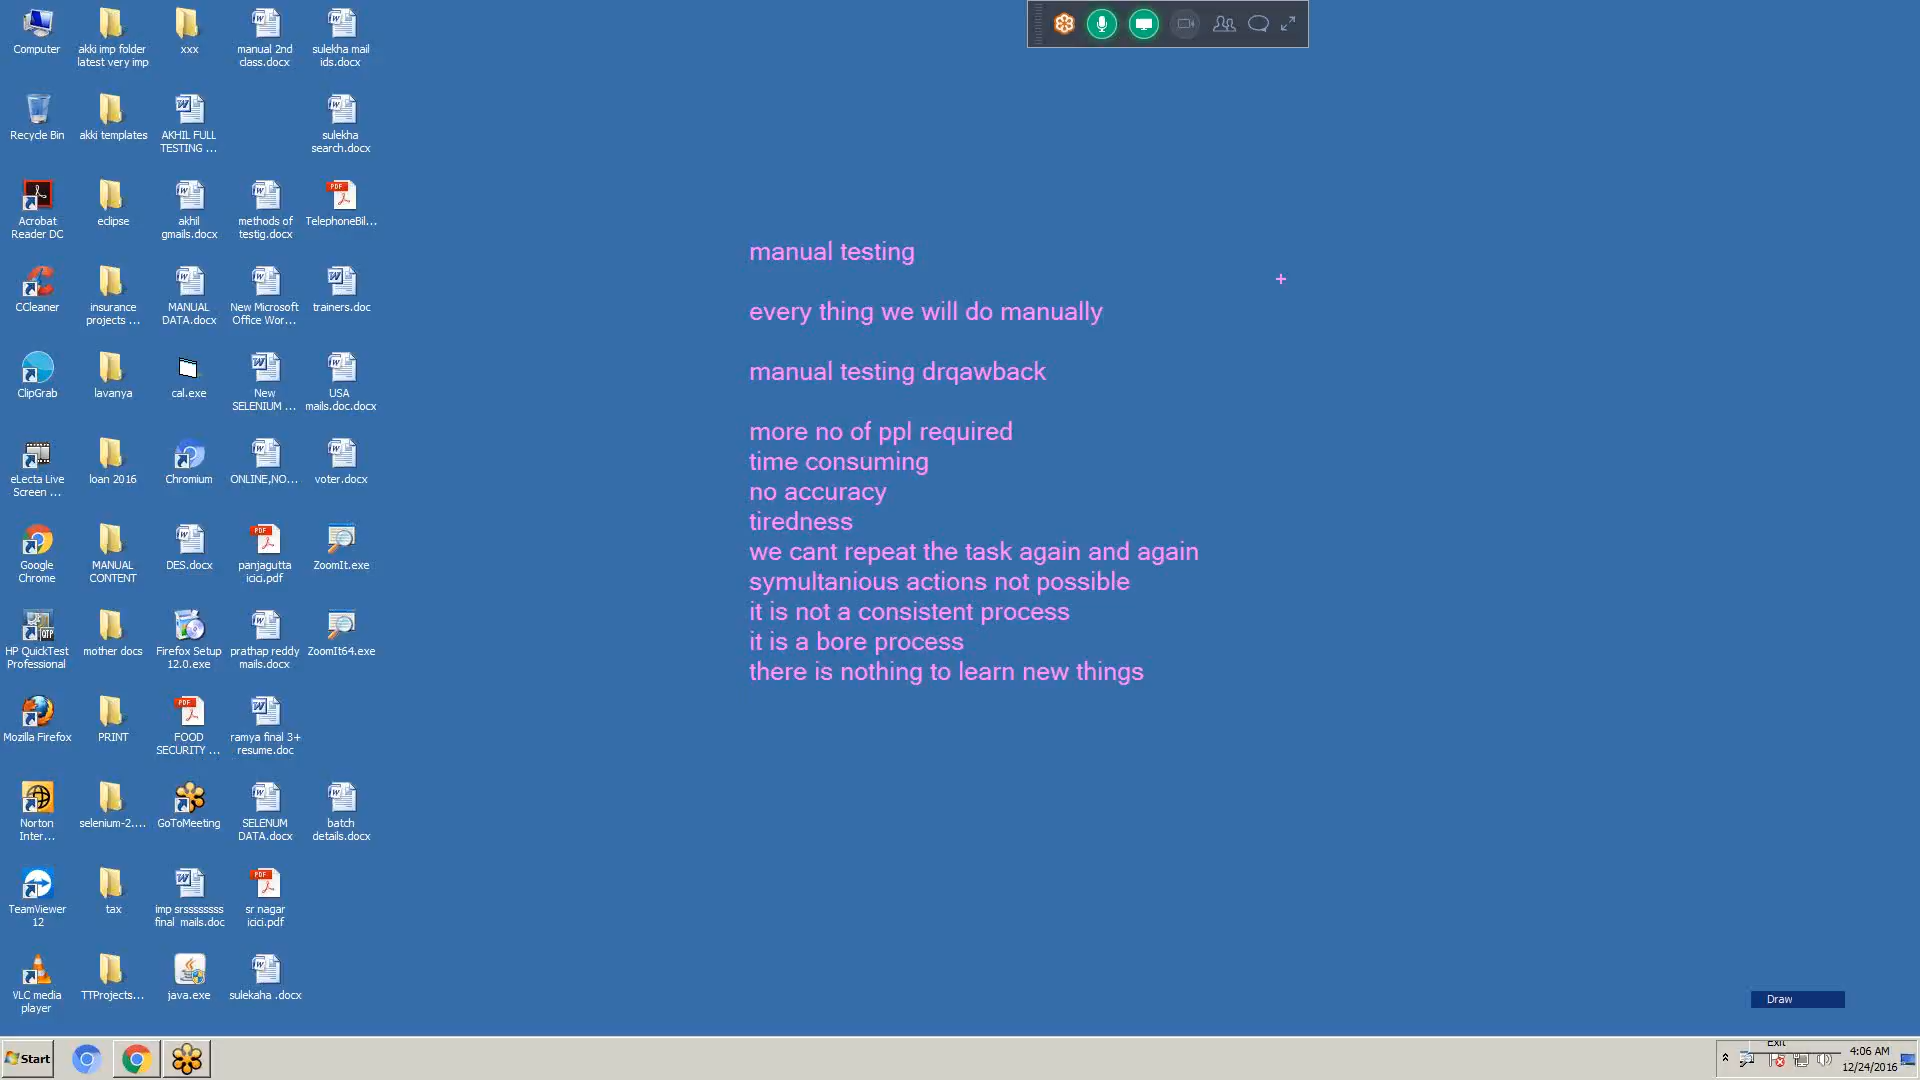 Computer
akki imp folder
latest very imp
xxx
manual 2nd
class.docx
sulekha mail
ids.docx
Recycle Bin
akki templates
AKHIL FULL
TESTING ...
sulekha
search.docx
Acrobat
Reader DC
eclipse
akhil
gmails.docx
methods of
testig.docx
TelephoneBil...
CCleaner
insurance
projects ...
MANUAL
DATA.docx
New Microsoft
Office Wor...
trainers.doc
ClipGrab
lavanya
cal.exe
New
SELENIUM ...
USA
mails.doc.docx
eLecta Live
Screen ...
loan 2016
Chromium
ONLINE,NO...
voter.docx
Google
Chrome
MANUAL
CONTENT
DES.docx
panjagutta
icici.pdf
ZoomIt.exe
HP QuickTest
Professional
mother docs
Firefox Setup
12.0.exe
prathap reddy
mails.docx
ZoomIt64.exe
Mozilla Firefox
PRINT
FOOD
SECURITY ...
ramya final 3+
resume.doc
Norton
Inter...
selenium-2....
GoToMeeting
SELENUM
DATA.docx
batch
details.docx
TeamViewer
12
tax
imp srssssssss
final mails.doc
sr nagar
icici.pdf
VLC media
player
TTProjects...
java.exe
sulekaha .docx
manual testing
every thing we will do manually
manual testing drqawback
more no of ppl required
time consuming
no accuracy
tiredness
we cant repeat the task again and again
symultanious actions not possible
it is not a consistent process
it is a bore process
there is nothing to learn new things
Draw
Exit
Start
4:06 AM
12/24/2016